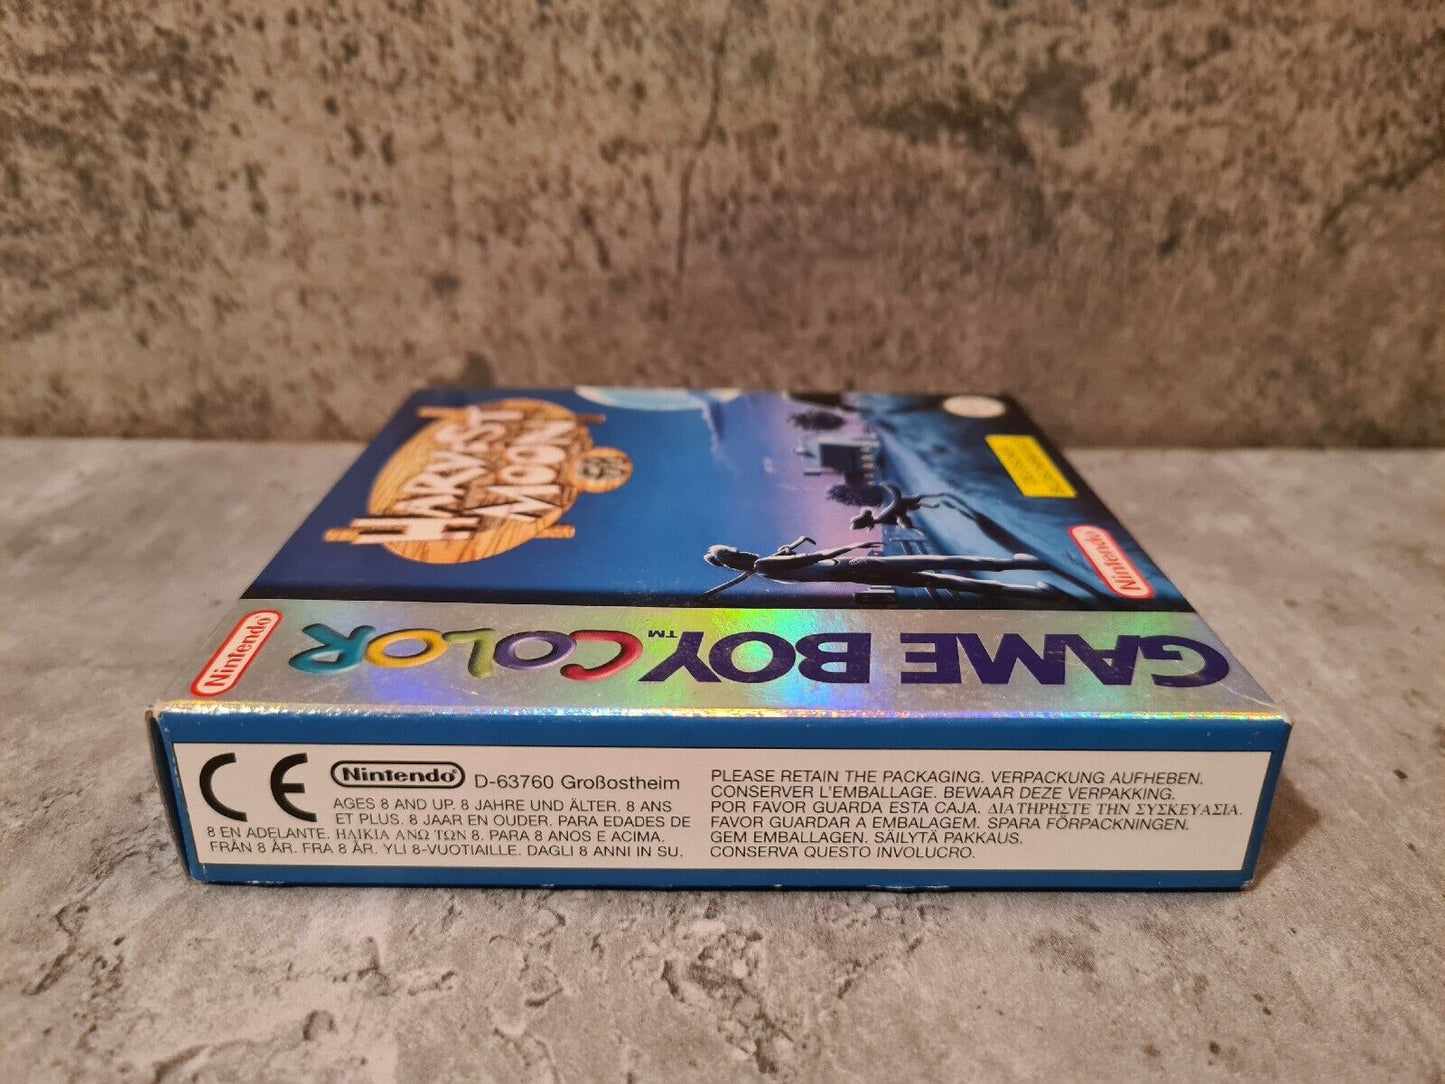 HARVEST
MOON
GB
Nintendo
Nintendo
GAME BOY COLOR™
CE
Nintendo D-63760 Großostheim
AGES 8 AND UP. 8 JAHRE UND ÄLTER. 8 ANS
ET PLUS. 8 JAAR EN OUDER. PARA EDADES DE
8 EN ADELANTE. ΗΛΙΚΙΑ ΑΝΩ ΤΩΝ 8. PARA 8 ANOS E ACIMA.
FRÅN 8 ÅR. FRA 8 ÅR. YLI 8-VUOTIAILLE. DAGLI 8 ANNI IN SU.
PLEASE RETAIN THE PACKAGING. VERPACKUNG AUFHEBEN.
CONSERVER L'EMBALLAGE. BEWAAR DEZE VERPAKKING.
POR FAVOR GUARDA ESTA CAJA. ΔΙΑΤΗΡΗΣΤΕ ΤΗΝ ΣΥΣΚΕΥΑΣΙΑ.
FAVOR GUARDAR A EMBALAGEM. SPARA FÖRPACKNINGEN.
GEM EMBALLAGEN. SÄILYTÄ PAKKAUS.
CONSERVA QUESTO INVOLUCRO.